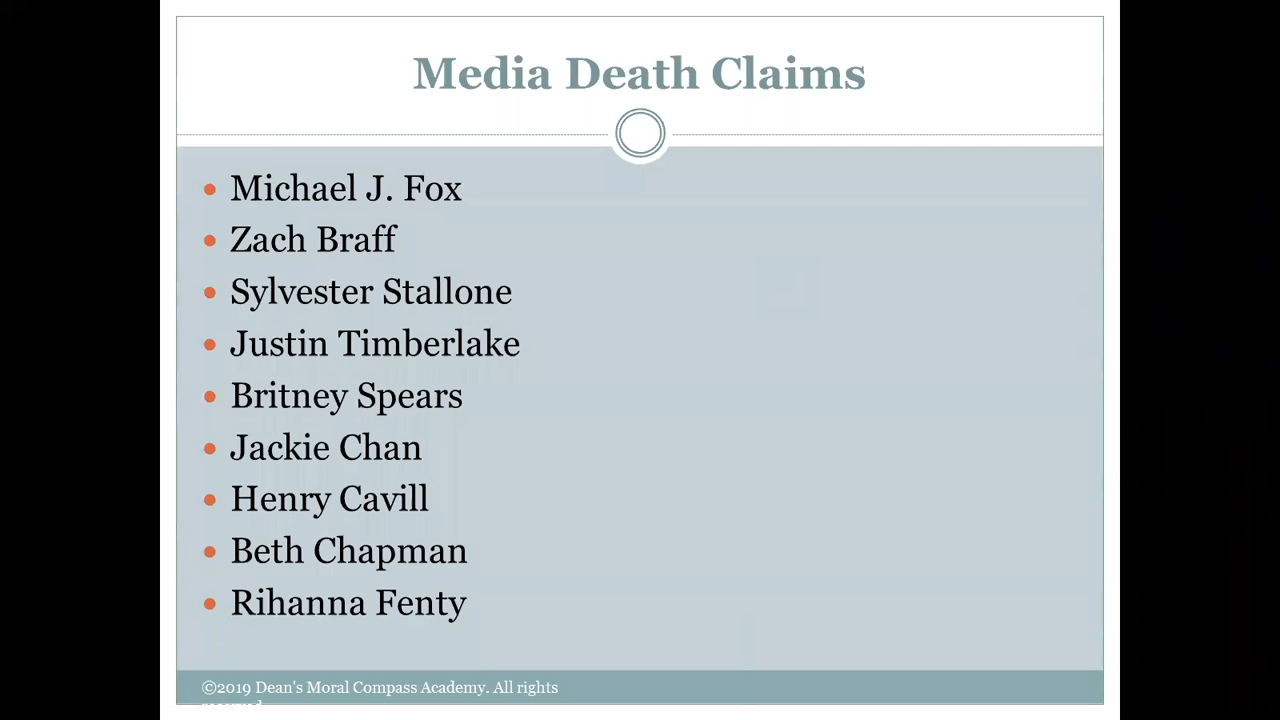 Media Death Claims
Michael J. Fox
Zach Braff
Sylvester Stallone
Justin Timberlake
Britney Spears
Jackie Chan
Henry Cavill
Beth Chapman
Rihanna Fenty
©2019 Dean's Moral Compass Academy. All rights
reserved